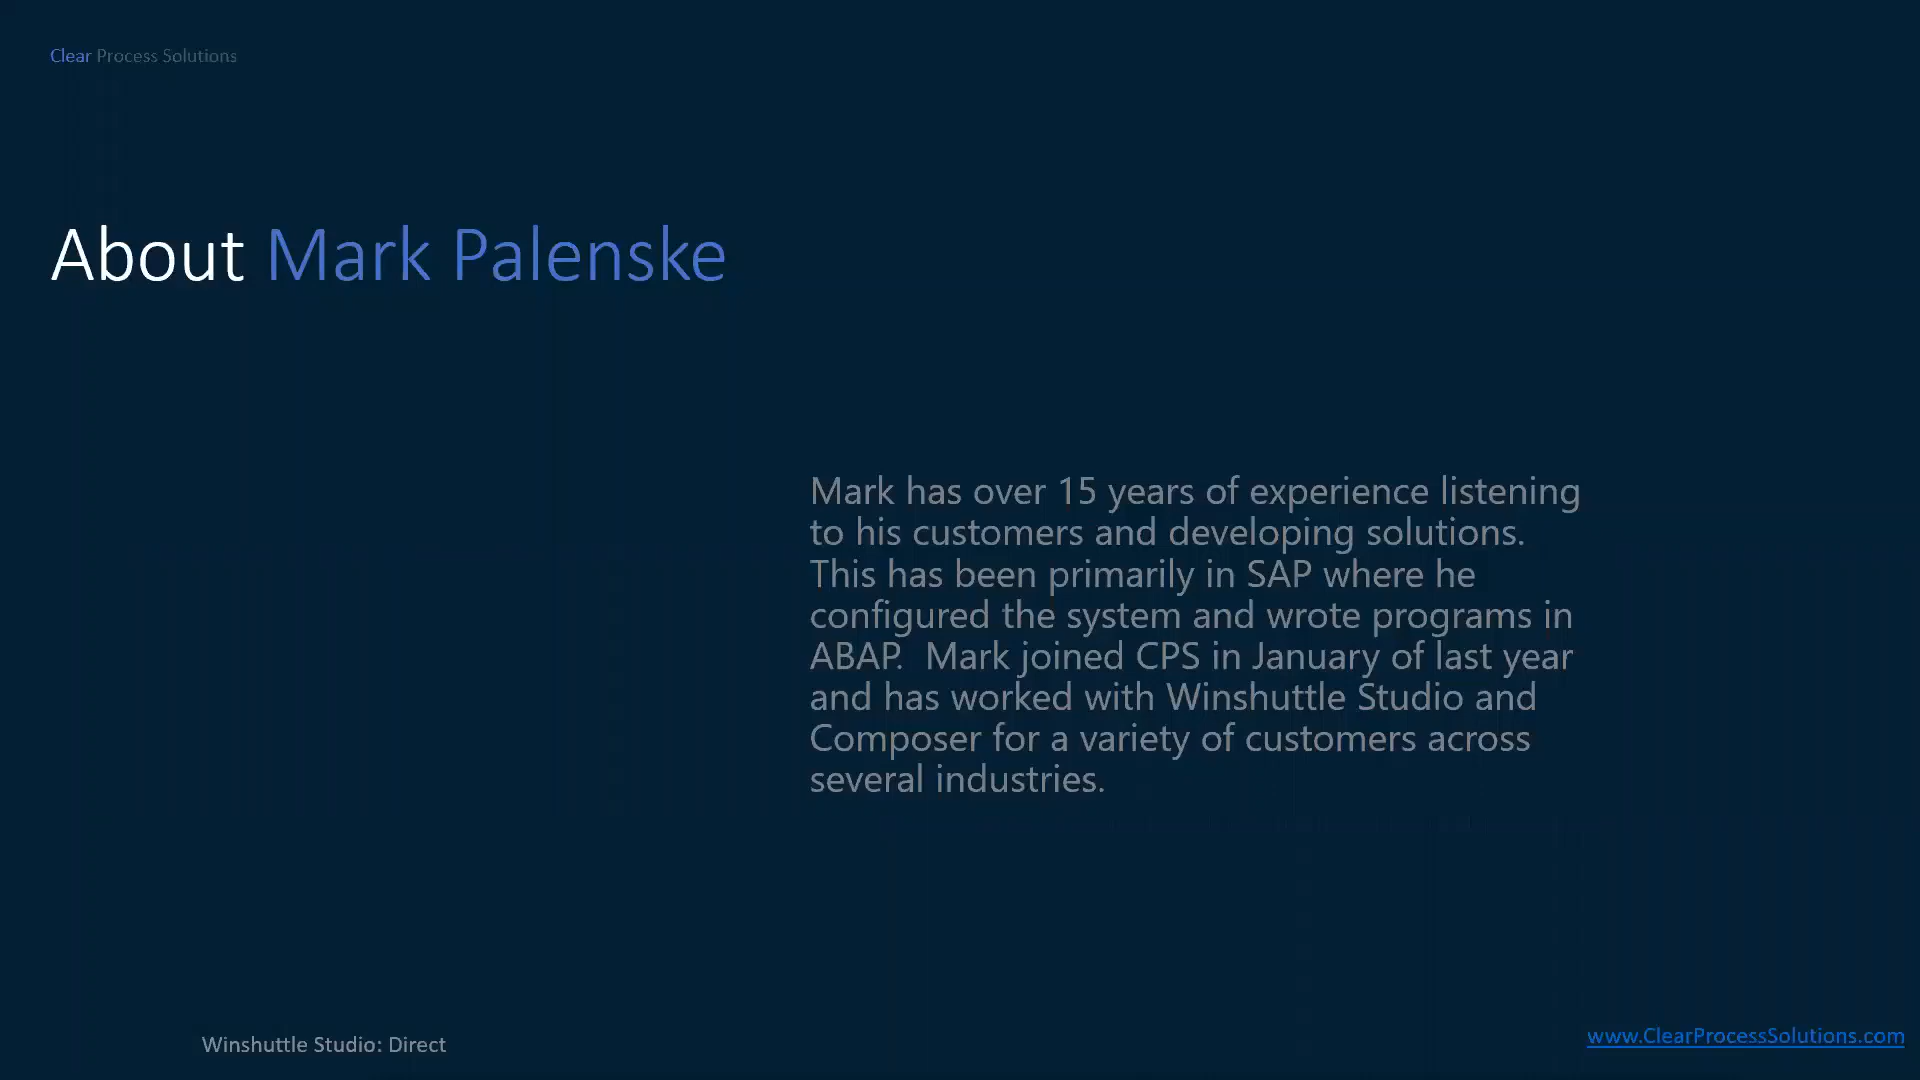 Clear Process Solutions
About Mark Palenske
Mark has over 15 years of experience listening
to his customers and developing solutions.
This has been primarily in SAP where he
configured the system and wrote programs in
ABAP.  Mark joined CPS in January of last year
and has worked with Winshuttle Studio and
Composer for a variety of customers across
several industries.
Winshuttle Studio: Direct
www.ClearProcessSolutions.com